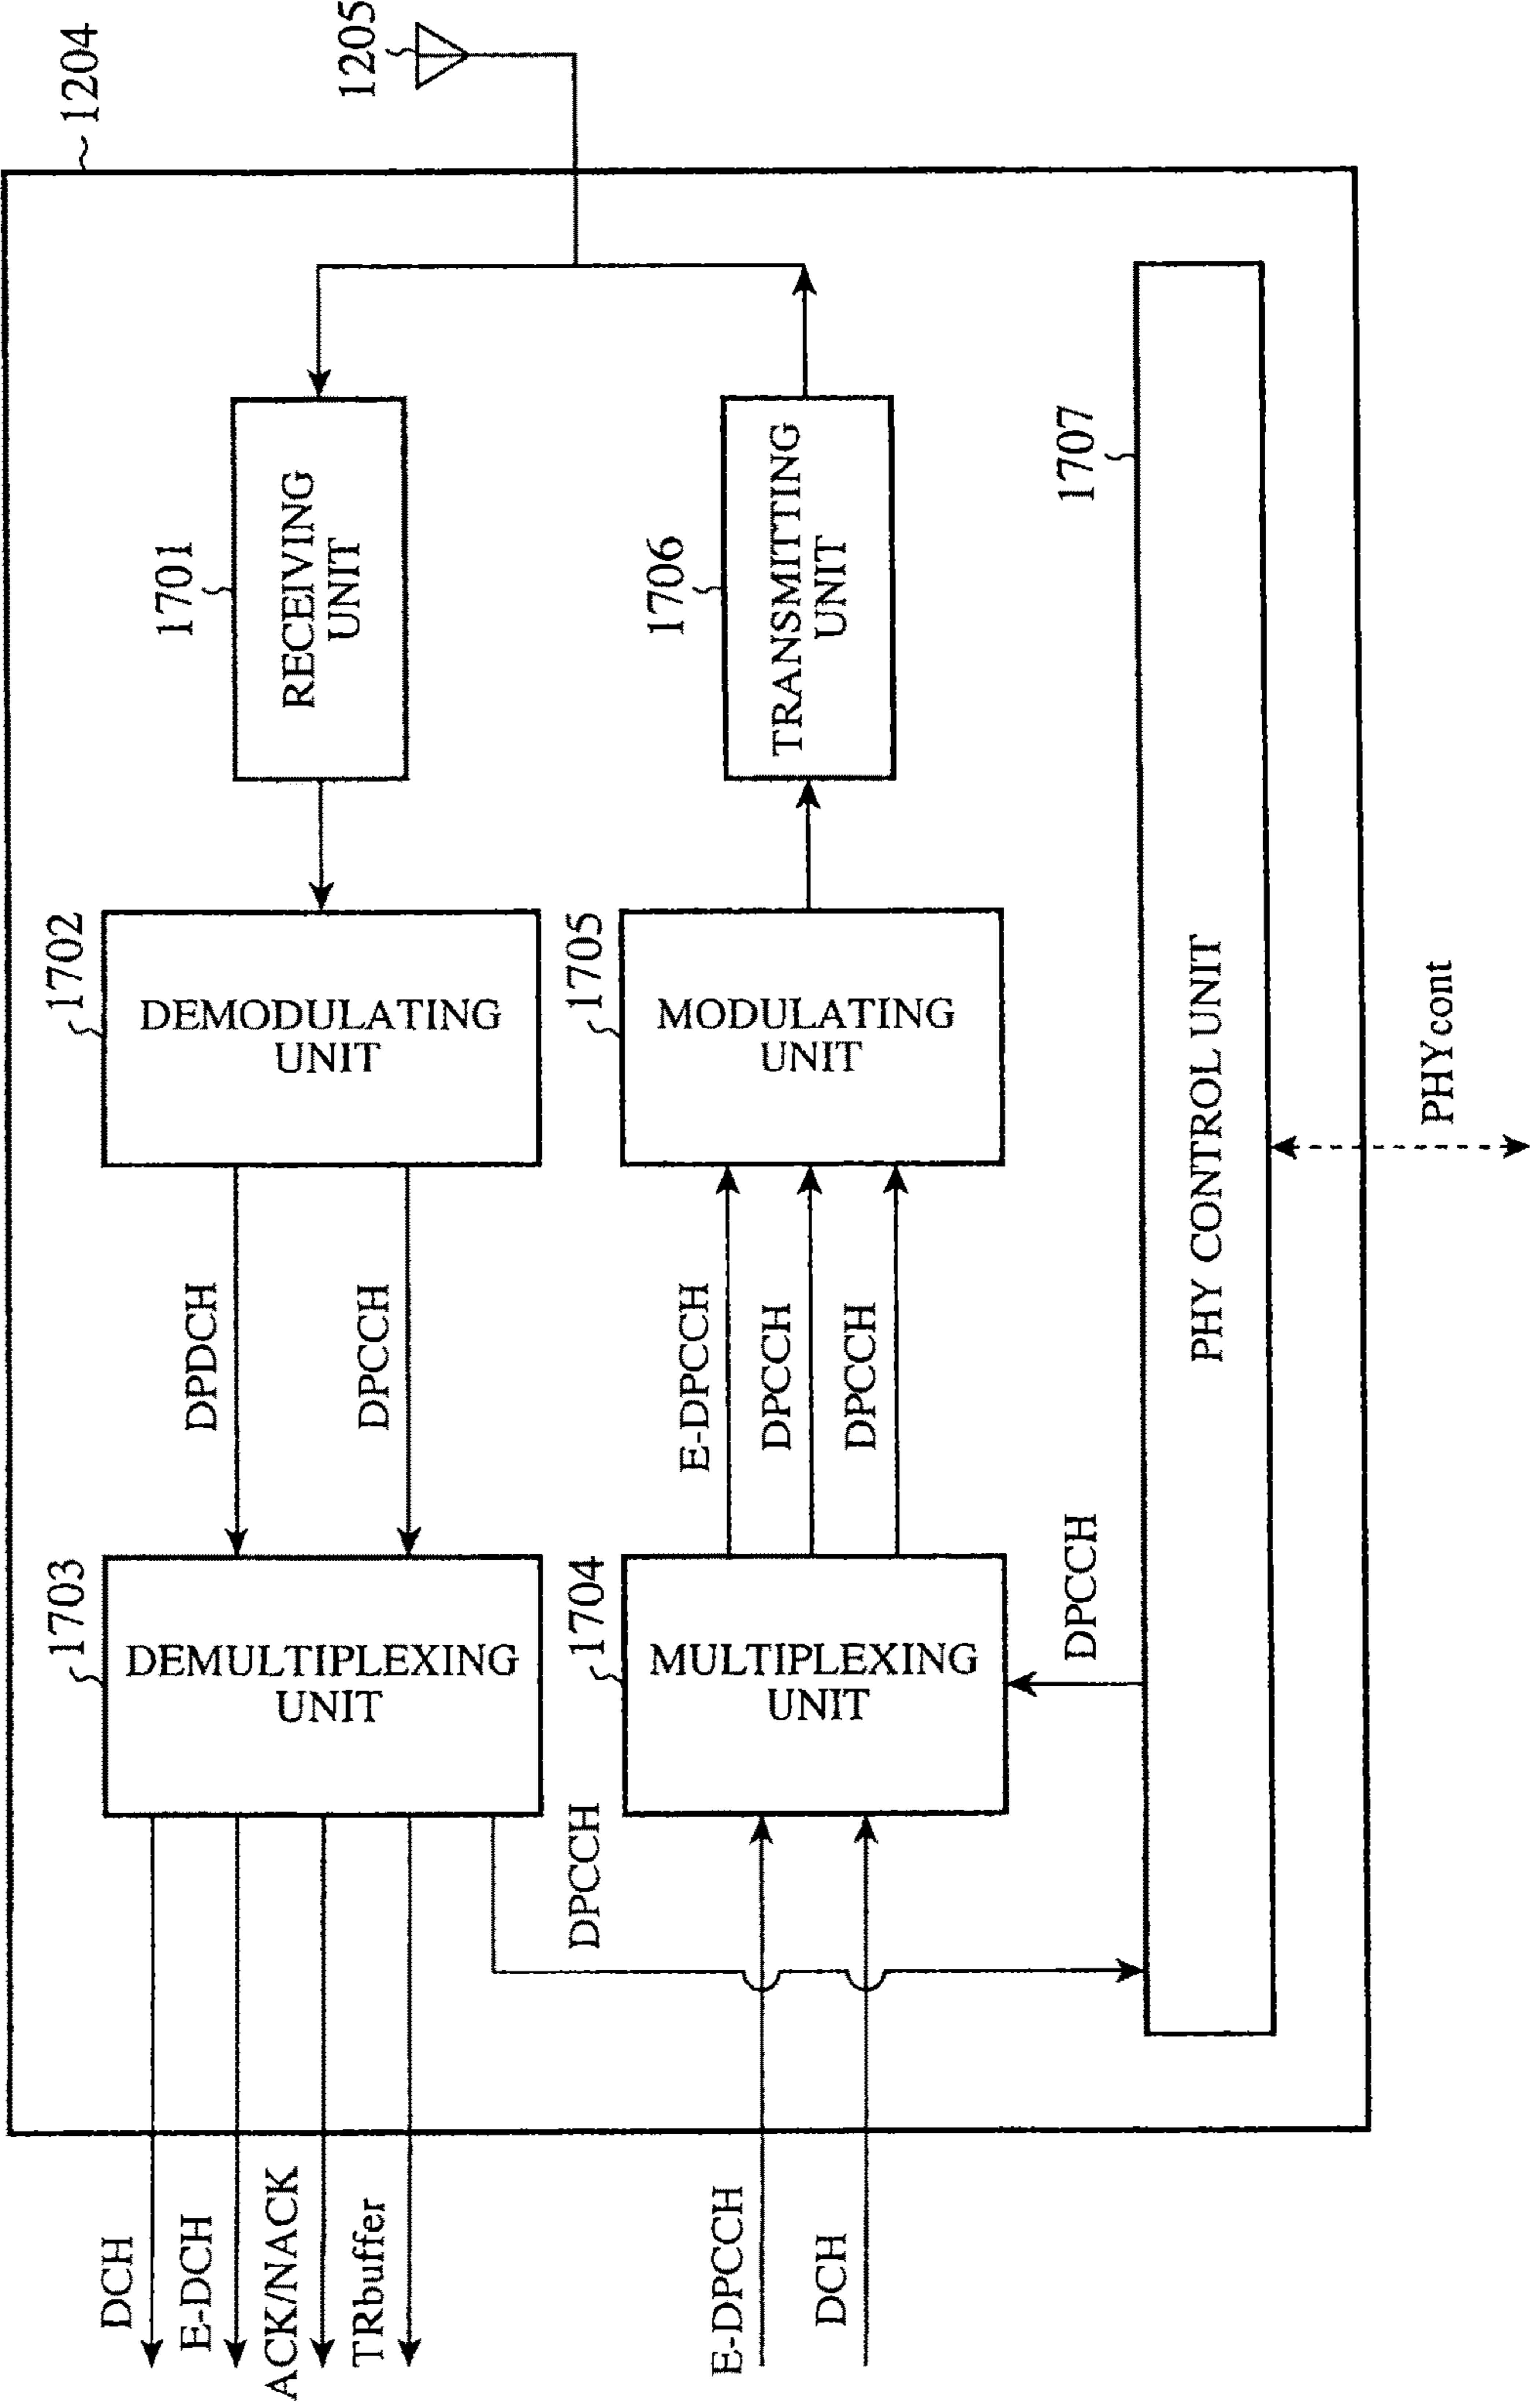 1204
1205
1701
RECEIVING
UNIT
1702
DEMODULATING
UNIT
DPDCH
DPCCH
1703
DEMULTIPLEXING
UNIT
DCH
E-DCH
ACK/NACK
TRbuffer
DPCCH
1706
TRANSMITTING
UNIT
1705
MODULATING
UNIT
E-DPCCH
DPCCH
DPCCH
1704
MULTIPLEXING
UNIT
E-DPCCH
DCH
DPCCH
1707
PHY CONTROL UNIT
PHYcont